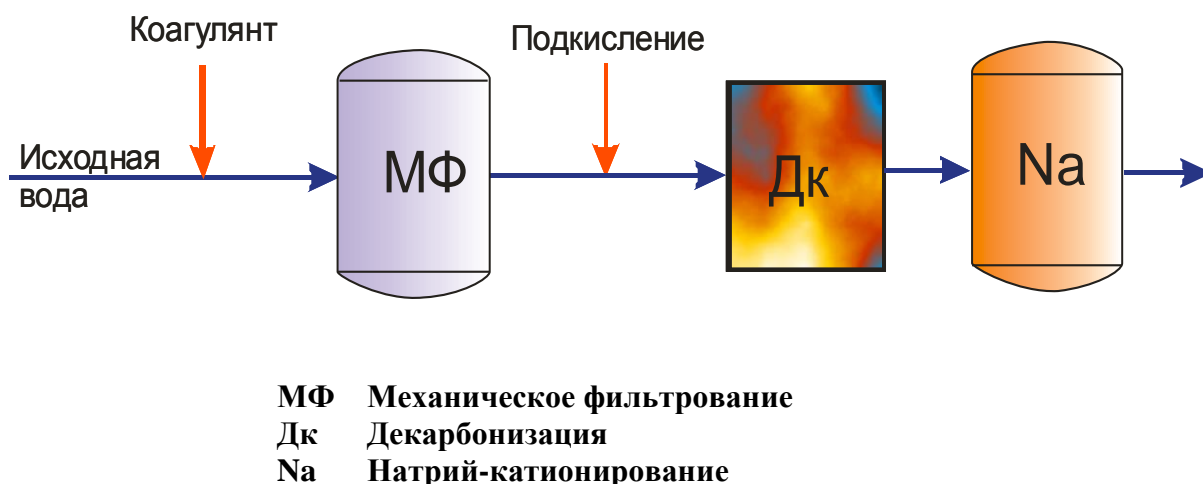 Коагулянт
Подкисление
Исходная
вода
МФ
Дк
Na
МФ Механическое фильтрование
Дк Декарбонизация
Na Натрий-катионирование